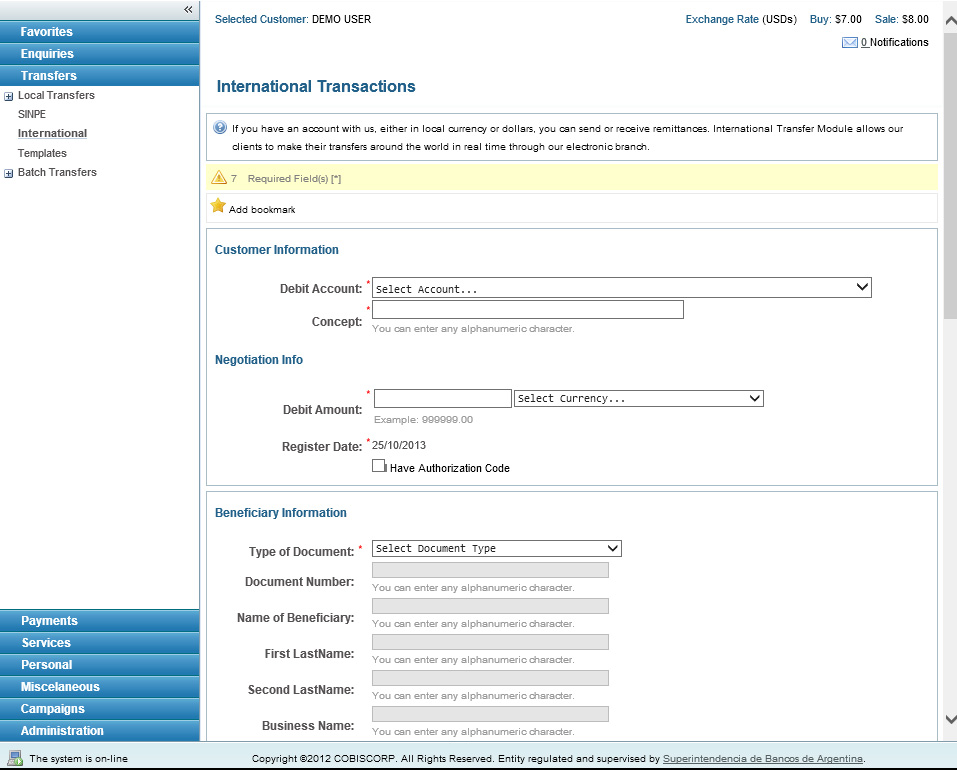 «
Favorites
Enquiries
Transfers
Local Transfers
SINPE
International
Templates
Batch Transfers
Payments
Services
Personal
Miscelaneous
Campaigns
Administration
Selected Customer: DEMO USER
Exchange Rate (USDs) Buy: $7.00 Sale: $8.00
0 Notifications
International Transactions
If you have an account with us, either in local currency or dollars, you can send or receive remittances. International Transfer Module allows our
clients to make their transfers around the world in real time through our electronic branch.
7 Required Field(s) [*]
Add bookmark
Customer Information
Debit Account: * Select Account...
Concept: *
You can enter any alphanumeric character.
Negotiation Info
Debit Amount: * Select Currency...
Example: 999999.00
Register Date: * 25/10/2013
I Have Authorization Code
Beneficiary Information
Type of Document: * Select Document Type
Document Number:
You can enter any alphanumeric character.
Name of Beneficiary:
You can enter any alphanumeric character.
First LastName:
You can enter any alphanumeric character.
Second LastName:
You can enter any alphanumeric character.
Business Name:
You can enter any alphanumeric character.
The system is on-line
Copyright ©2012 COBISCORP. All Rights Reserved. Entity regulated and supervised by Superintendencia de Bancos de Argentina.